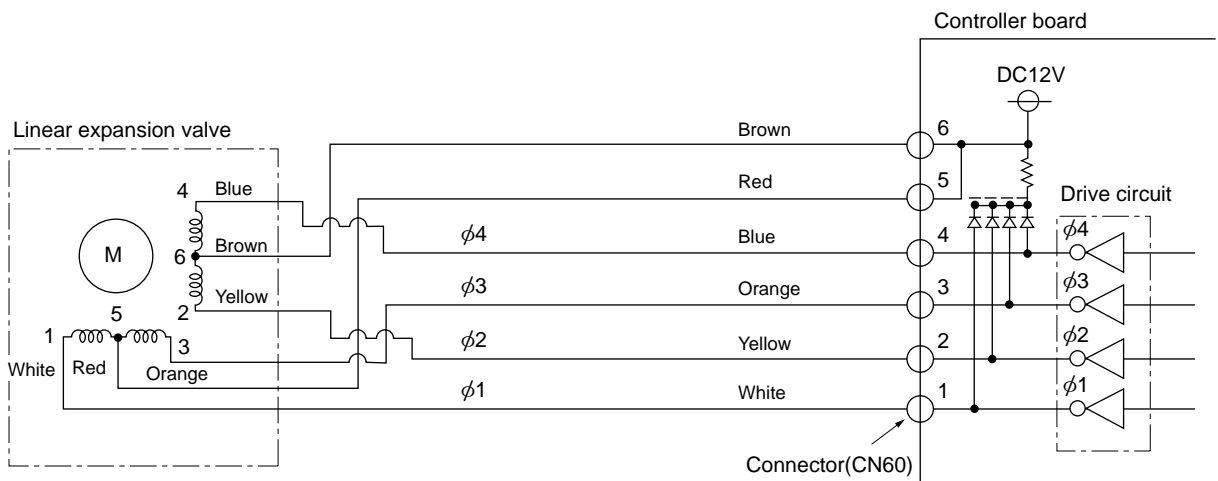 Controller board
DC12V
Linear expansion valve
Brown 6
4 Blue
Red 5
Drive circuit
M
6 Brown
ϕ4 Blue 4 ϕ4
2 Yellow
ϕ3 Orange 3 ϕ3
1 5 3
White Red Orange
ϕ2 Yellow 2 ϕ2
ϕ1 White 1 ϕ1
Connector(CN60)